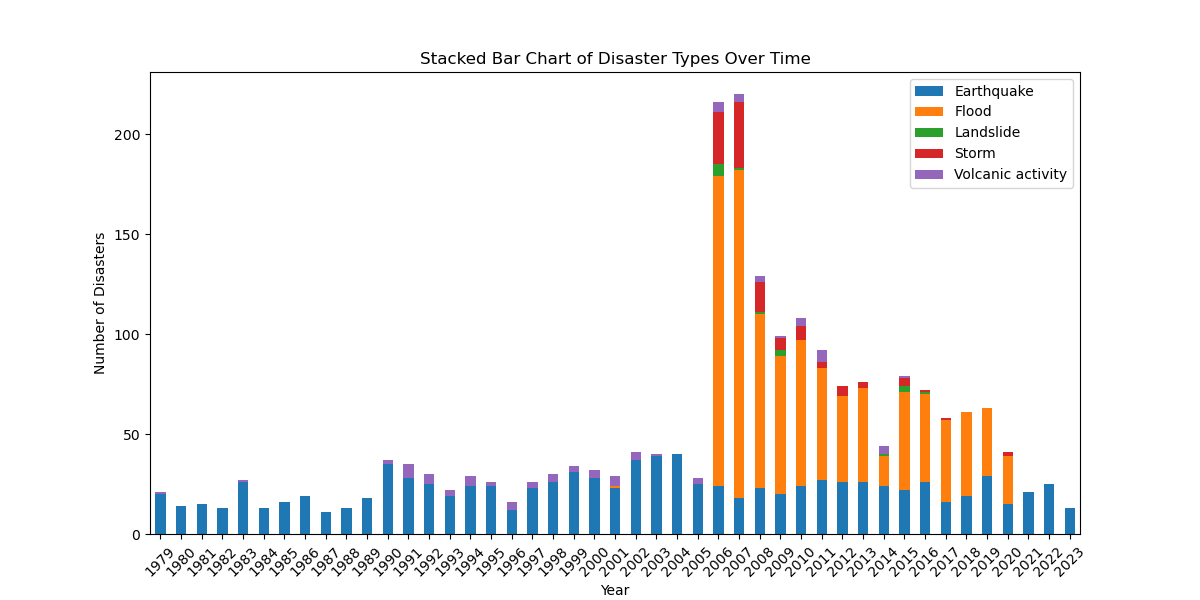 Stacked Bar Chart of Disaster Types Over Time
Earthquake
Flood
Landslide
Storm
Volcanic activity
Number of Disasters
200
150
100
50
0
1979 1980 1981 1982 1983 1984 1985 1986 1987 1988 1989 1990 1991 1992 1993 1994 1995 1996 1997 1998 1999 2000 2001 2002 2003 2004 2005 2006 2007 2008 2009 2010 2011 2012 2013 2014 2015 2016 2017 2018 2019 2020 2021 2022 2023
Year